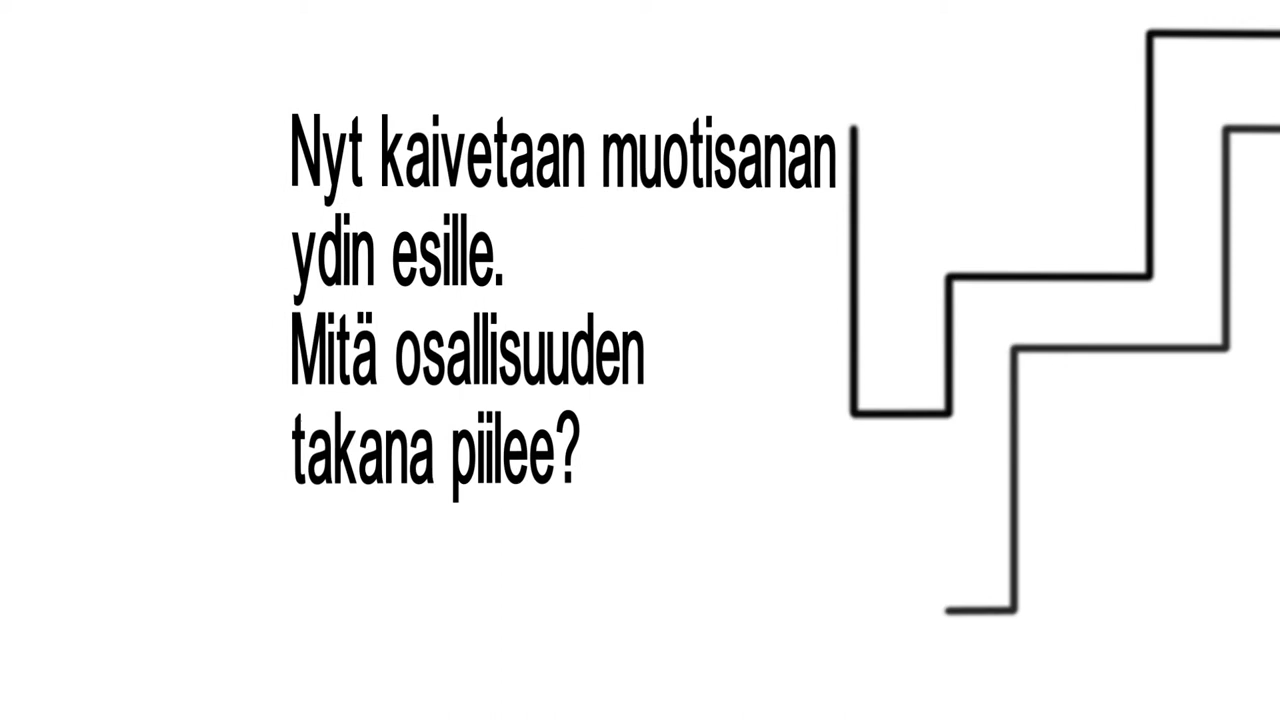 Nyt kaivetaan muotisanan
ydin esille.
Mitä osallisuuden
takana piilee?